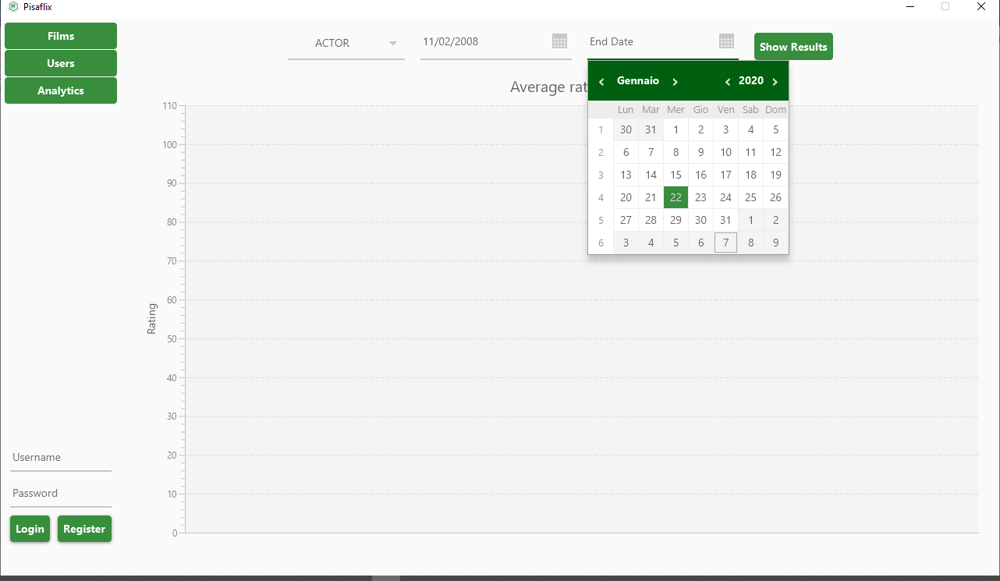 Pisaflix
Films
Users
Analytics
ACTOR
11/02/2008
End Date
Show Results
Average rat
Gennaio
2020
Lun Mar Mer Gio Ven Sab Dom
1 30 31 1 2 3 4 5
2 6 7 8 9 10 11 12
3 13 14 15 16 17 18 19
4 20 21 22 23 24 25 26
5 27 28 29 30 31 1 2
6 3 4 5 6 7 8 9
110
100
90
80
70
60
50
40
30
20
10
0
Rating
Username
Password
Login
Register